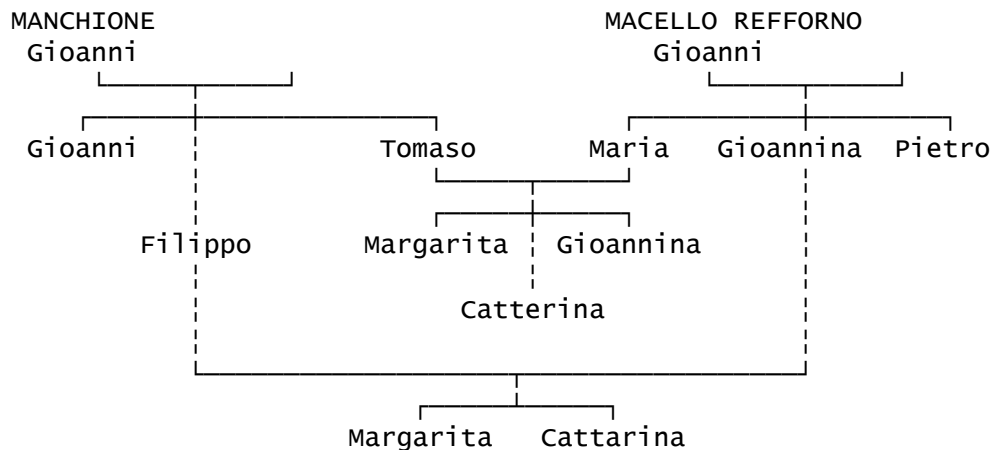 MANCHIONE MACELLO REFFORNO
Gioanni Gioanni
Gioanni Tomaso Maria Gioannina Pietro
Filippo Margarita Gioannina
Catterina
Margarita Cattarina